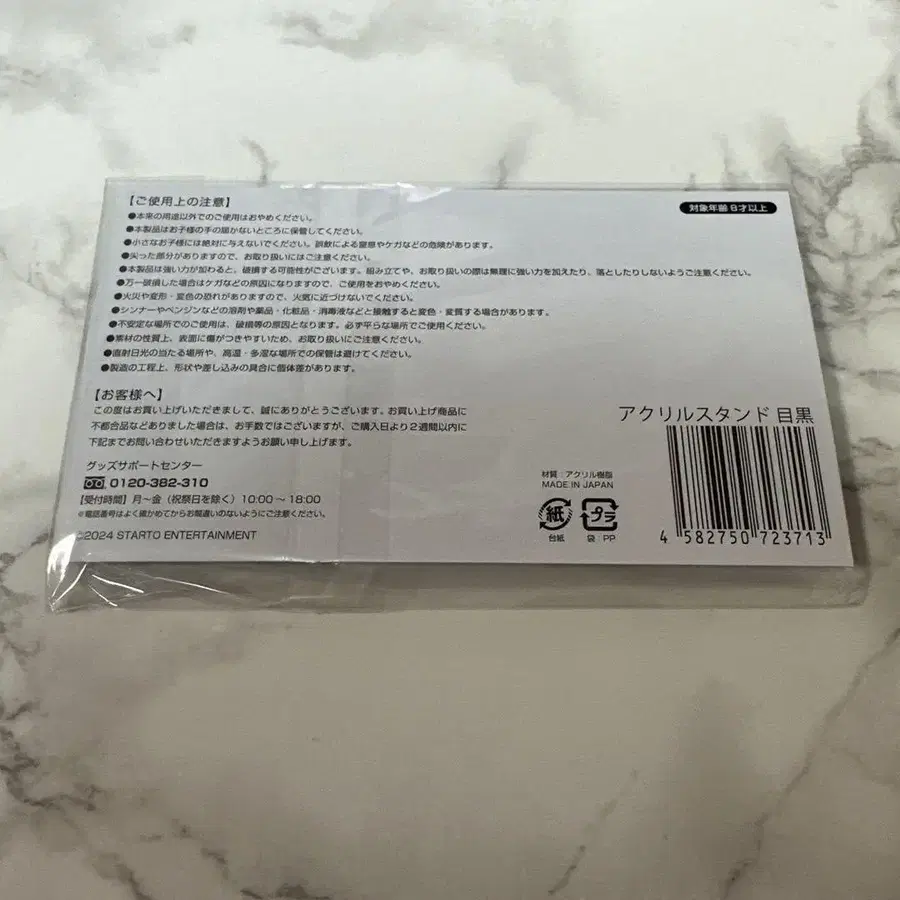 【ご使用上の注意】
対象年齢 8才以上
●本来の用途以外でのご使用はおやめください。
●本製品はお子様の手の届かないところに保管してください。
●小さなお子様には絶対に与えないでください。誤飲による窒息やケガなどの危険があります。
●尖った部分がありますので、お取り扱いにはご注意ください。
●本製品は強い力が加わると、破損する可能性がございます。組み立てや、お取り扱いの際は無理に強い力を加えたり、落としたりしないようご注意ください。
●万一破損した場合はケガなどの原因になりますので、ご使用をおやめください。
●火災や変形・変色の恐れがありますので、火気に近づけないでください。
●シンナーやベンジンなどの溶剤や薬品・化粧品・消毒液などと接触すると変色・変質する場合があります。
●不安定な場所でのご使用は、破損等の原因となります。必ず平らな場所でご使用ください。
●素材の性質上、表面に傷がつきやすいため、お取り扱いにご注意ください。
●直射日光の当たる場所や、高温・多湿な場所での保管は避けてください。
●製造の工程上、形状や差し込みの具合に個体差があります。
【お客様へ】
この度はお買い上げいただきまして、誠にありがとうございます。お買い上げ商品に
不都合品などありました場合は、お手数ではございますが、ご購入日より2週間以内に
下記までお問い合わせいただきますようお願い申し上げます。
グッズサポートセンター
0120-382-310
【受付時間】月～金（祝祭日を除く）10:00～18:00
※電話番号はよく確かめてからお間違いのないようにご注意ください。
©2024 STARTO ENTERTAINMENT
アクリルスタンド 目黒
材質：アクリル樹脂
MADE IN JAPAN
紙
プラ
台紙
袋：PP
4 582750 723713